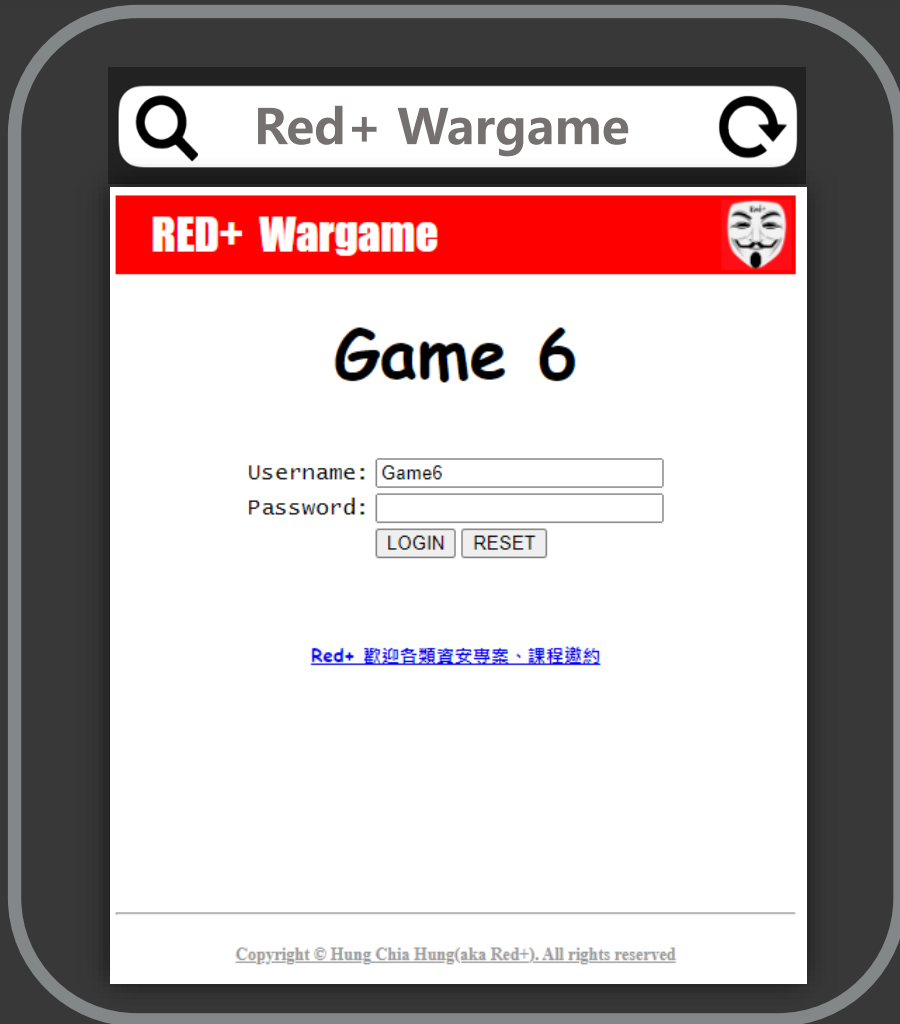 Red+ Wargame
RED+ Wargame
Game 6
Username: Game6
Password:
LOGIN RESET
Red+ 歡迎各類資安專案、課程邀約
Copyright © Hung Chia Hung(aka Red+). All rights reserved